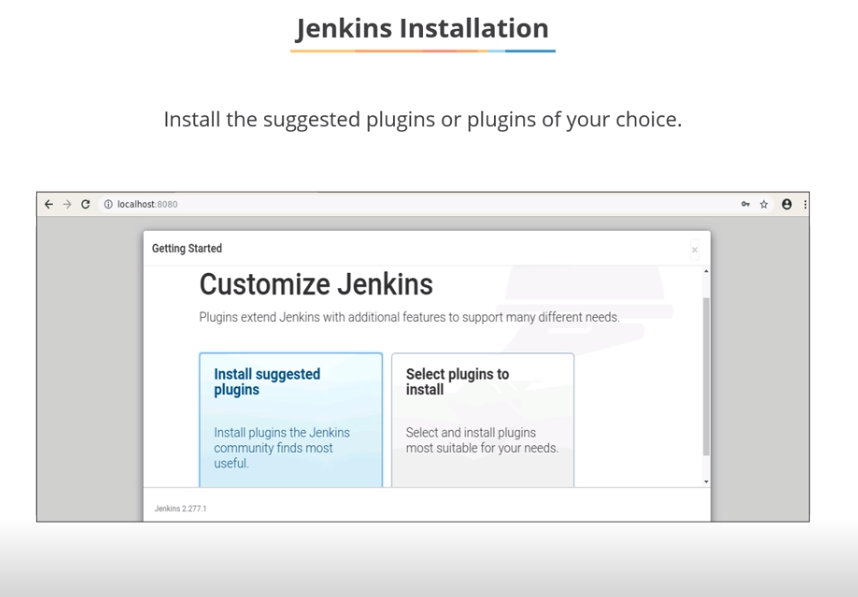 Jenkins Installation
Install the suggested plugins or plugins of your choice.
localhost:8080
Getting Started
×
Customize Jenkins
Plugins extend Jenkins with additional features to support many different needs.
Install suggested
plugins
Install plugins the Jenkins
community finds most
useful.
Select plugins to
install
Select and install plugins
most suitable for your needs.
Jenkins 2.277.1